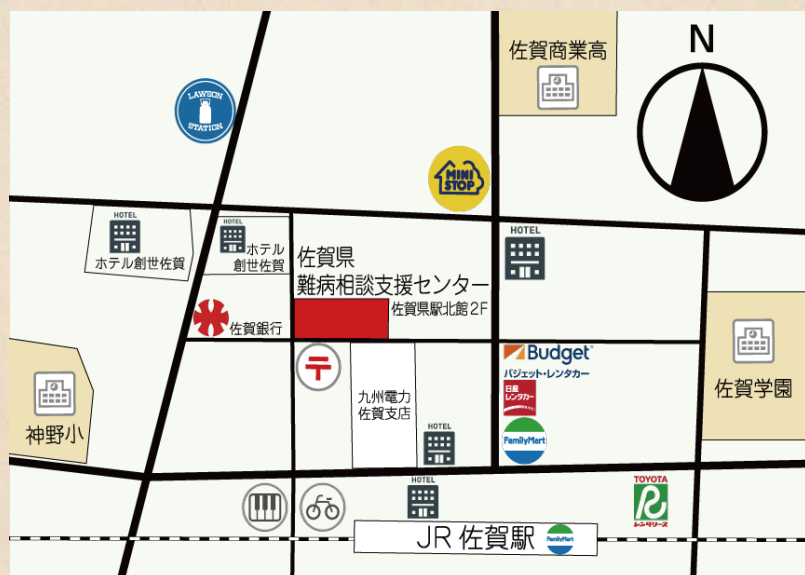 佐賀商業高
N
LAWSON
STATION
MINI
STOP
HOTEL
ホテル創世佐賀
HOTEL
ホテル
創世佐賀
佐賀県
難病相談支援センター
佐賀県駅北館2F
HOTEL
佐賀銀行
〒
Budget
バジェット・レンタカー
日産
レンタカー
FamilyMart
佐賀学園
九州電力
佐賀支店
HOTEL
神野小
HOTEL
TOYOTA
R
レンタリース
JR 佐賀駅
FamilyMart